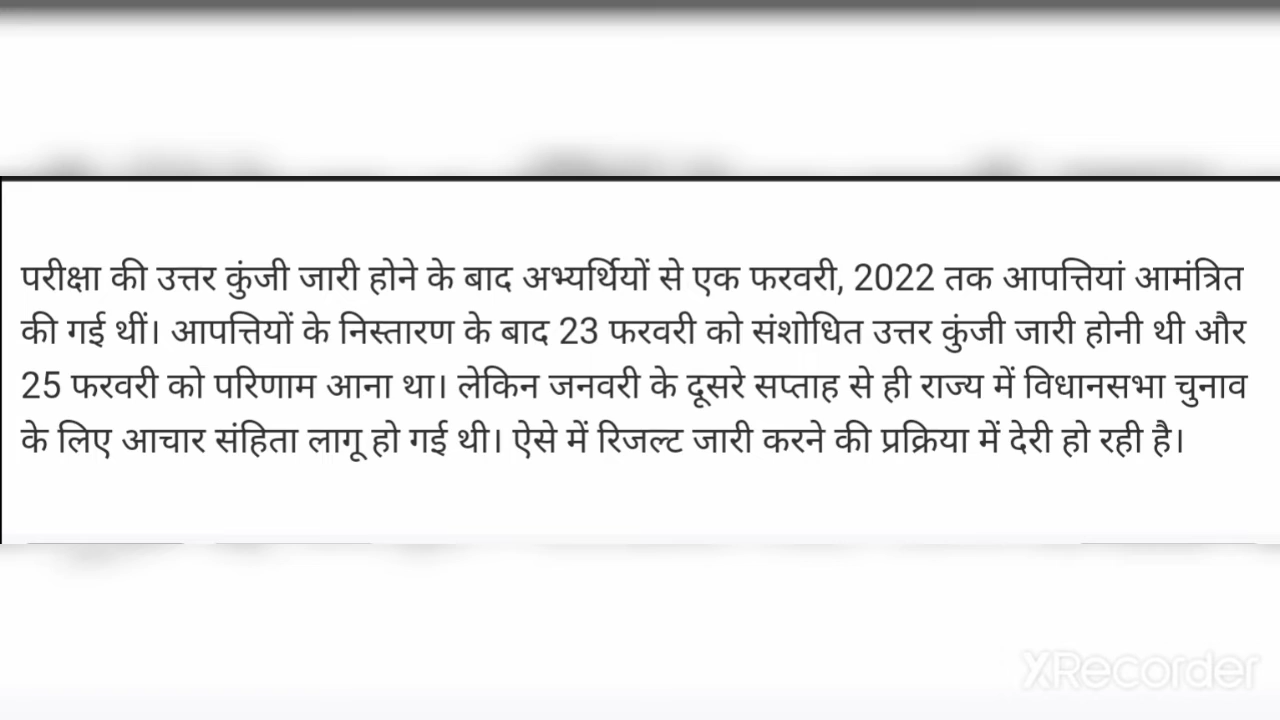 परीक्षा की उत्तर कुंजी जारी होने के बाद अभ्यर्थियों से एक फरवरी, 2022 तक आपत्तियां आमंत्रित
की गई थीं। आपत्तियों के निस्तारण के बाद 23 फरवरी को संशोधित उत्तर कुंजी जारी होनी थी और
25 फरवरी को परिणाम आना था। लेकिन जनवरी के दूसरे सप्ताह से ही राज्य में विधानसभा चुनाव
के लिए आचार संहिता लागू हो गई थी। ऐसे में रिजल्ट जारी करने की प्रक्रिया में देरी हो रही है।
XRecorder